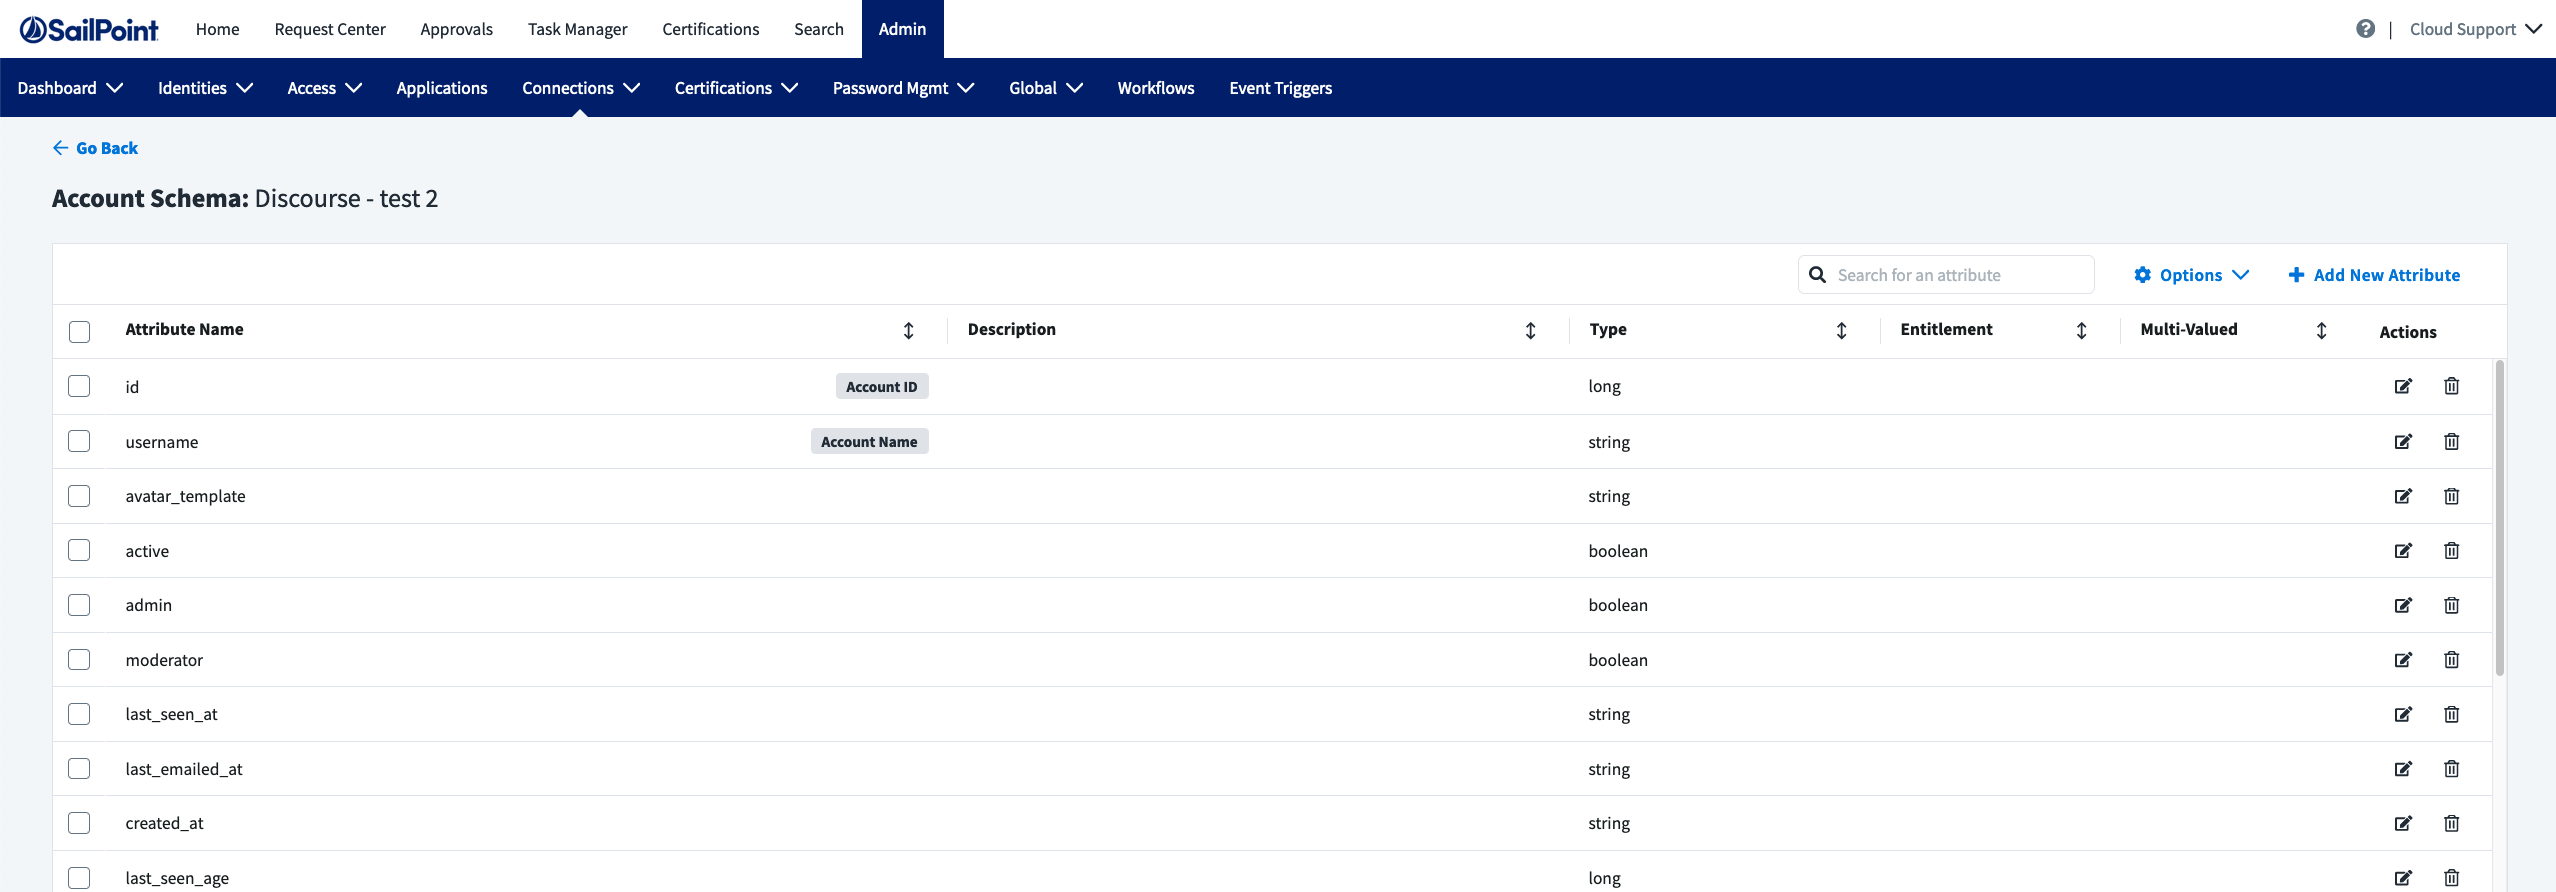 SailPoint Home Request Center Approvals Task Manager Certifications Search Admin Cloud Support
Dashboard Identities Access Applications Connections Certifications Password Mgmt Global Workflows Event Triggers
Go Back
Account Schema: Discourse - test 2
Search for an attribute Options Add New Attribute
Attribute Name Description Type Entitlement Multi-Valued Actions
id Account ID long
username Account Name string
avatar_template string
active boolean
admin boolean
moderator boolean
last_seen_at string
last_emailed_at string
created_at string
last_seen_age long